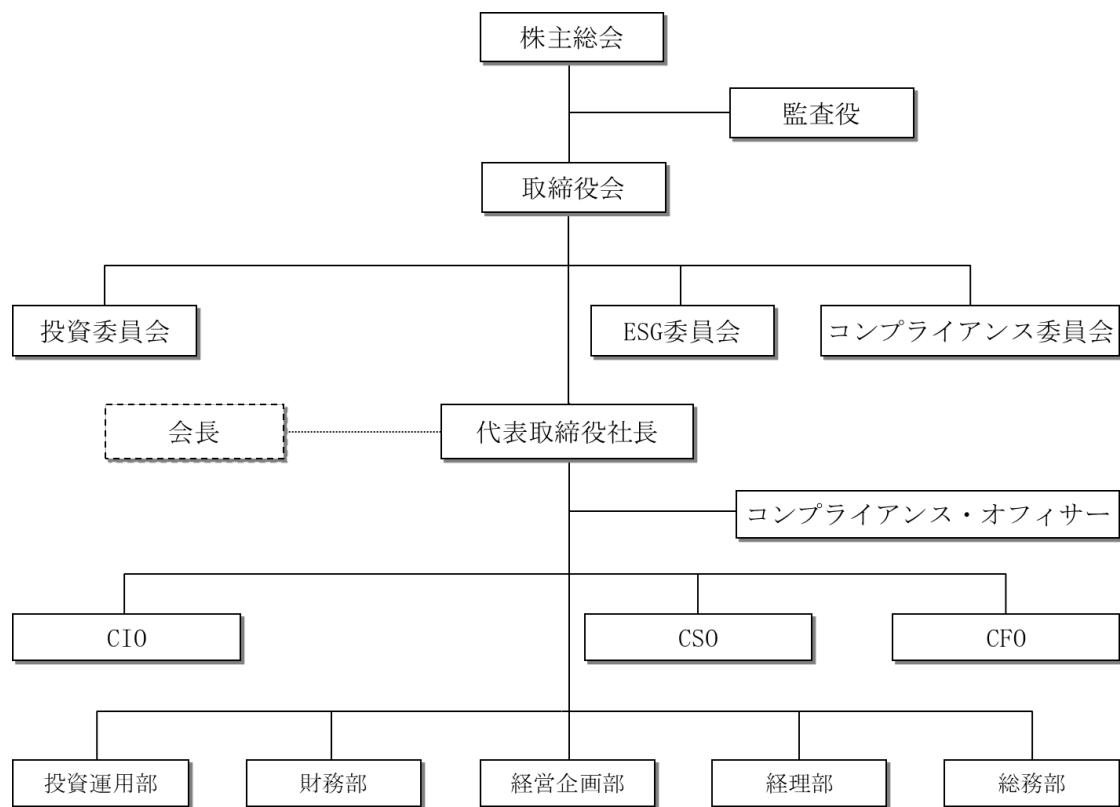 株主総会
監査役
取締役会
投資委員会
ESG委員会
コンプライアンス委員会
会長
代表取締役社長
コンプライアンス・オフィサー
CIO
CSO
CFO
投資運用部
財務部
経営企画部
経理部
総務部